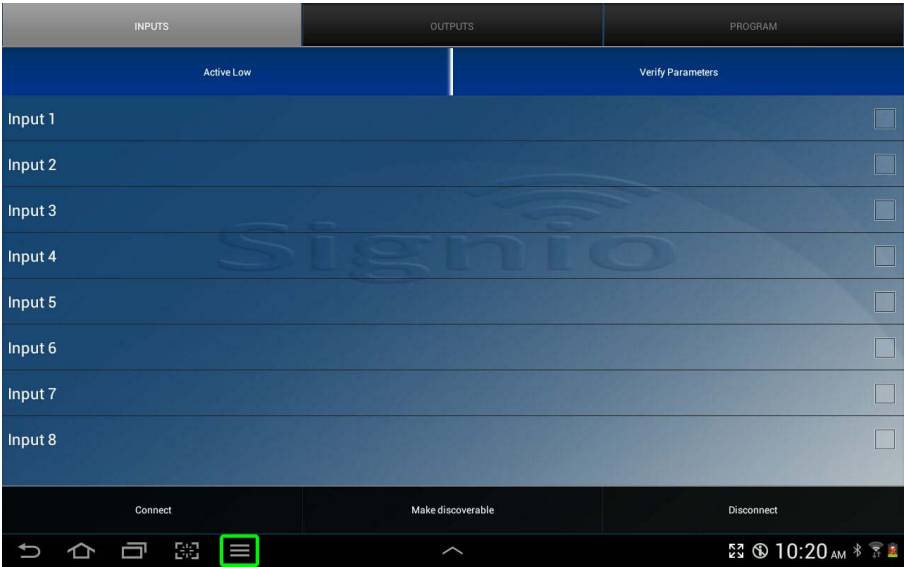 INPUTS OUTPUTS PROGRAM
Active Low Verify Parameters
Input 1
Input 2
Input 3
Signio
Input 4
Input 5
Input 6
Input 7
Input 8
Connect Make discoverable Disconnect
10:20 AM